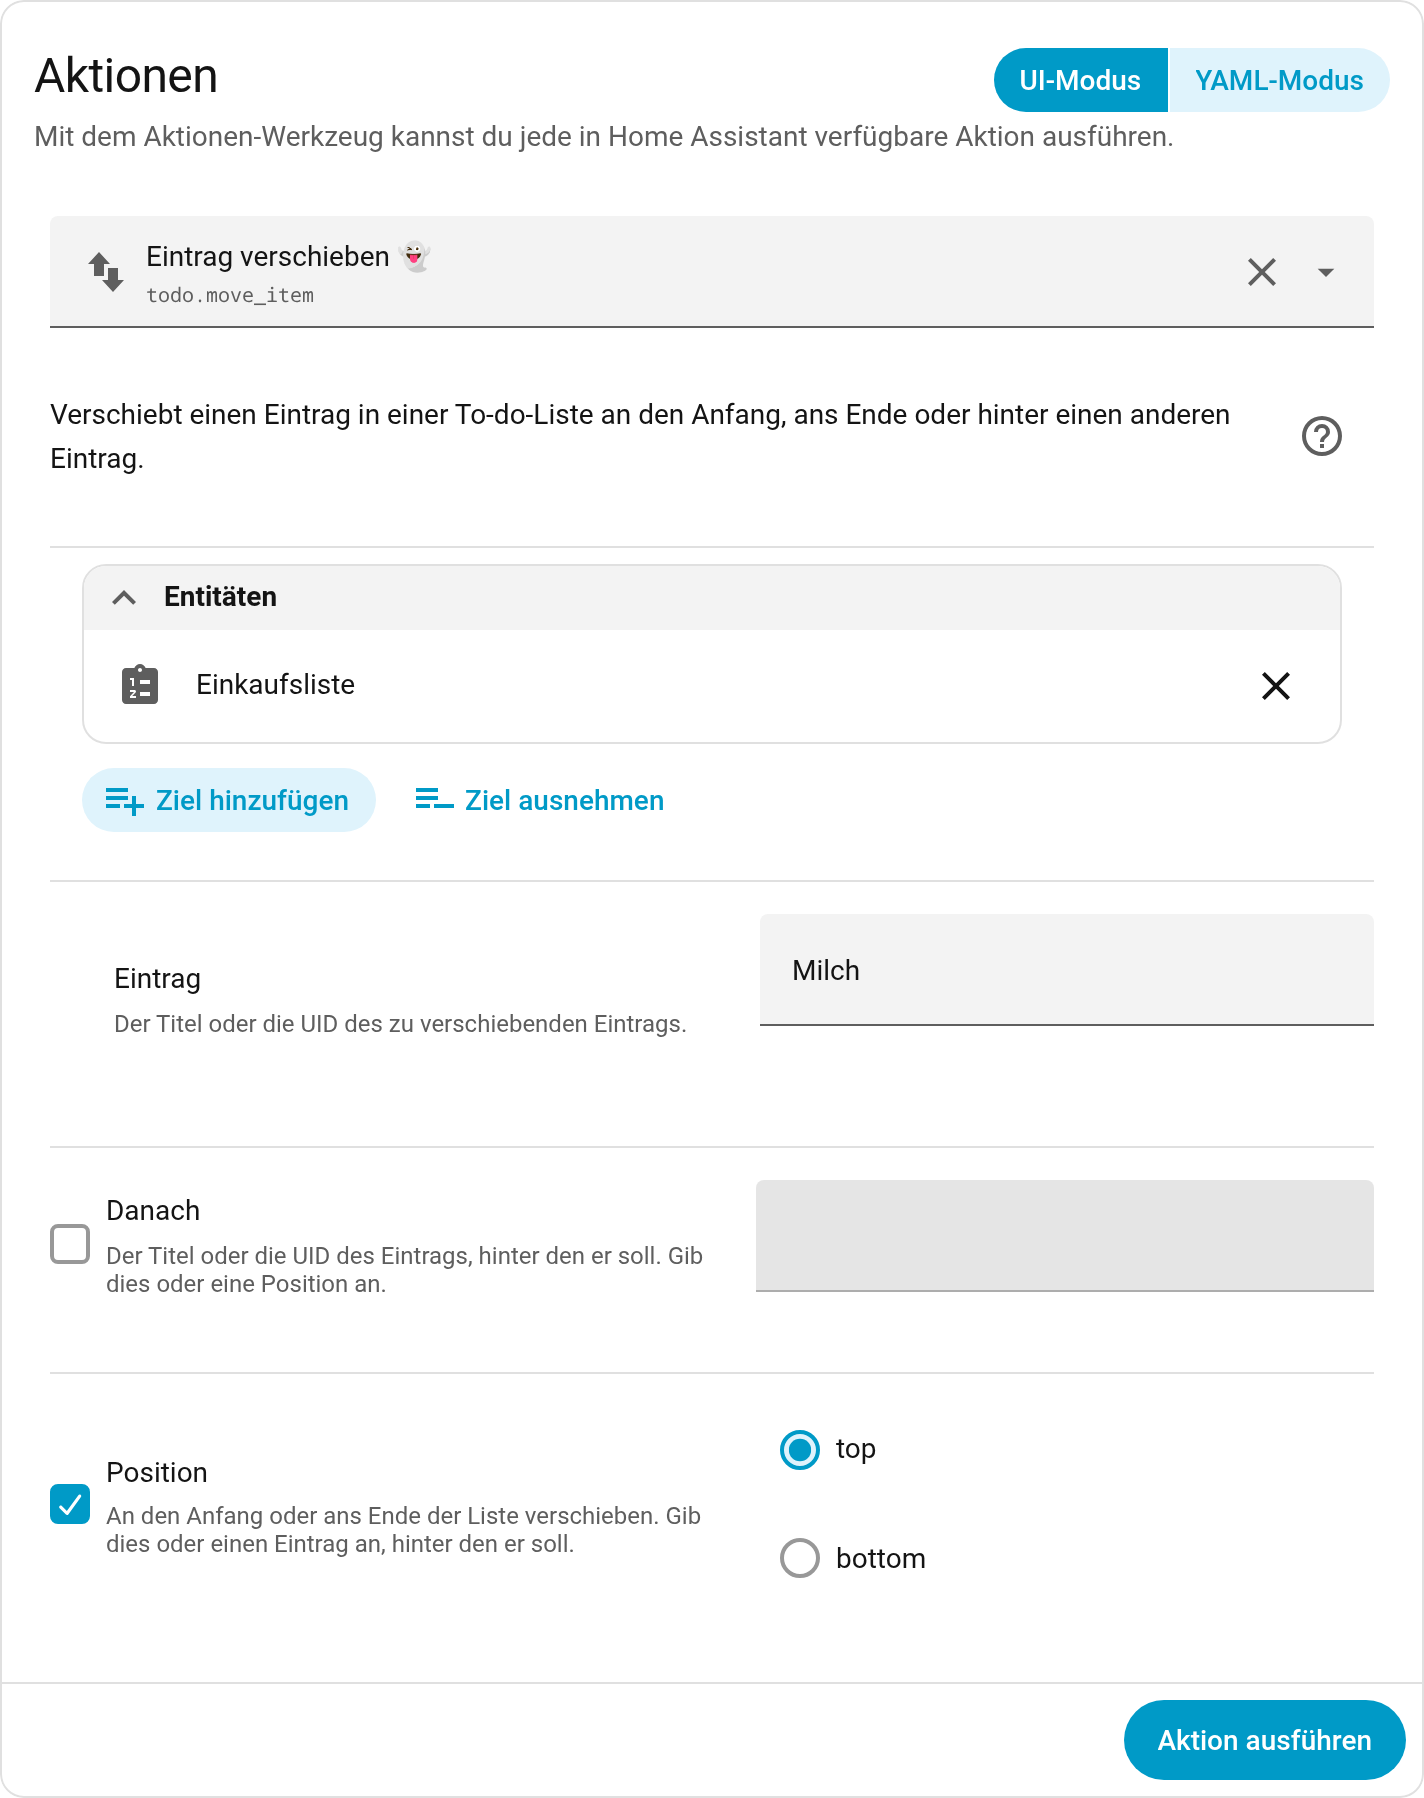 Aktionen
UI-Modus
YAML-Modus
Mit dem Aktionen-Werkzeug kannst du jede in Home Assistant verfügbare Aktion ausführen.
Eintrag verschieben 👻
todo.move_item
Verschiebt einen Eintrag in einer To-do-Liste an den Anfang, ans Ende oder hinter einen anderen
Eintrag.
Entitäten
Einkaufsliste
Ziel hinzufügen
Ziel ausnehmen
Eintrag
Der Titel oder die UID des zu verschiebenden Eintrags.
Milch
Danach
Der Titel oder die UID des Eintrags, hinter den er soll. Gib
dies oder eine Position an.
Position
An den Anfang oder ans Ende der Liste verschieben. Gib
dies oder einen Eintrag an, hinter den er soll.
top
bottom
Aktion ausführen